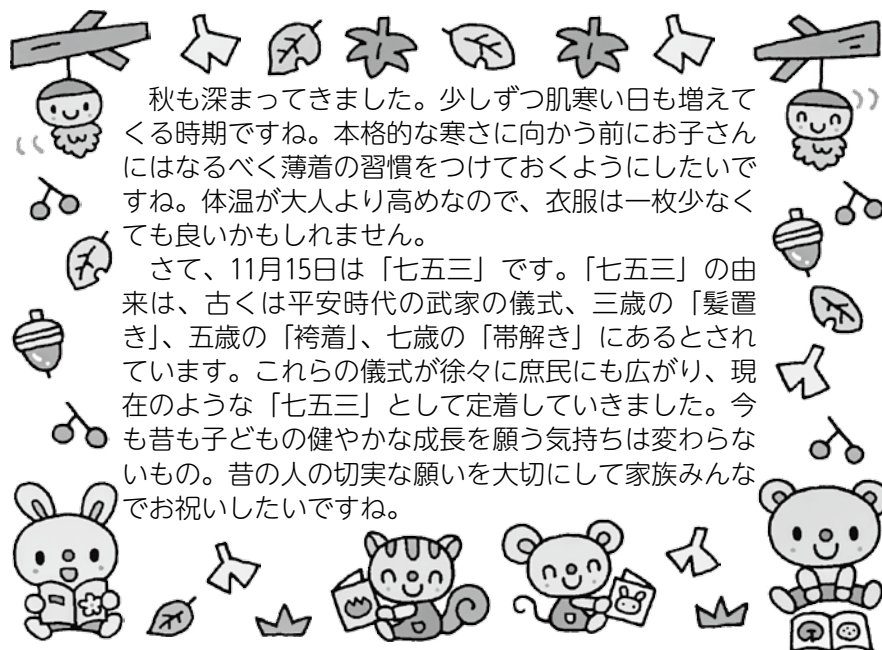 秋も深まってきました。少しずつ肌寒い日も増えて
くる時期ですね。本格的な寒さに向かう前にお子さん
にはなるべく薄着の習慣をつけておくようにしたいで
すね。体温が大人より高めなので、衣服は一枚少なく
ても良いかもしれません。
　さて、11月15日は「七五三」です。「七五三」の由
来は、古くは平安時代の武家の儀式、三歳の「髪置
き」、五歳の「袴着」、七歳の「帯解き」にあるとされ
ています。これらの儀式が徐々に庶民にも広がり、現
在のような「七五三」として定着していきました。今
も昔も子どもの健やかな成長を願う気持ちは変わらな
いもの。昔の人の切実な願いを大切にして家族みんな
でお祝いしたいですね。